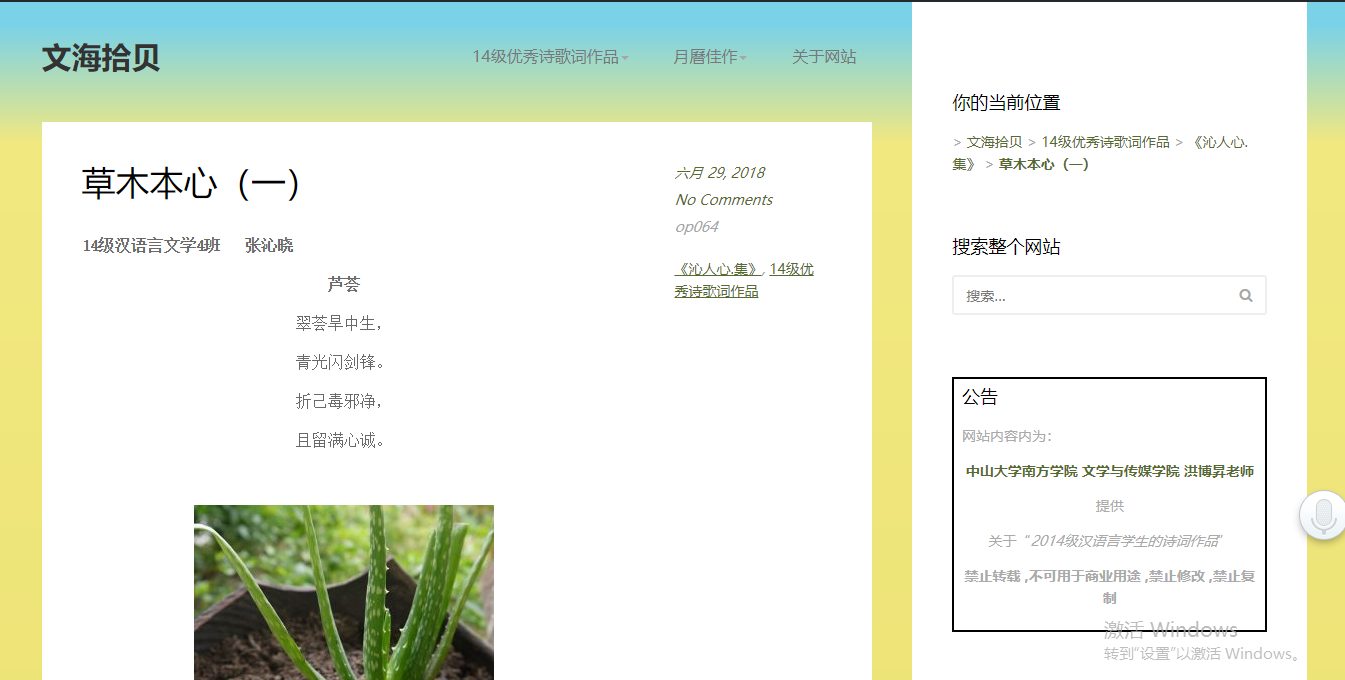 文海拾贝
14级优秀诗歌词作品
月曆佳作
关于网站
草木本心（一）
14级汉语言文学4班 张沁晓
芦荟
翠荟旱中生，
青光闪剑锋。
折己毒邪净，
且留满心诚。
六月 29, 2018
No Comments
op064
《沁人心.集》, 14级优
秀诗歌词作品
你的当前位置
> 文海拾贝 > 14级优秀诗歌词作品 > 《沁人心.
集》 > 草木本心（一）
搜索整个网站
搜索...
公告
网站内容内为：
中山大学南方学院 文学与传媒学院 洪博昇老师
提供
关于“2014级汉语言学生的诗词作品”
禁止转载 ,不可用于商业用途 ,禁止修改 ,禁止复
制
激活 Windows
转到“设置”以激活 Windows。